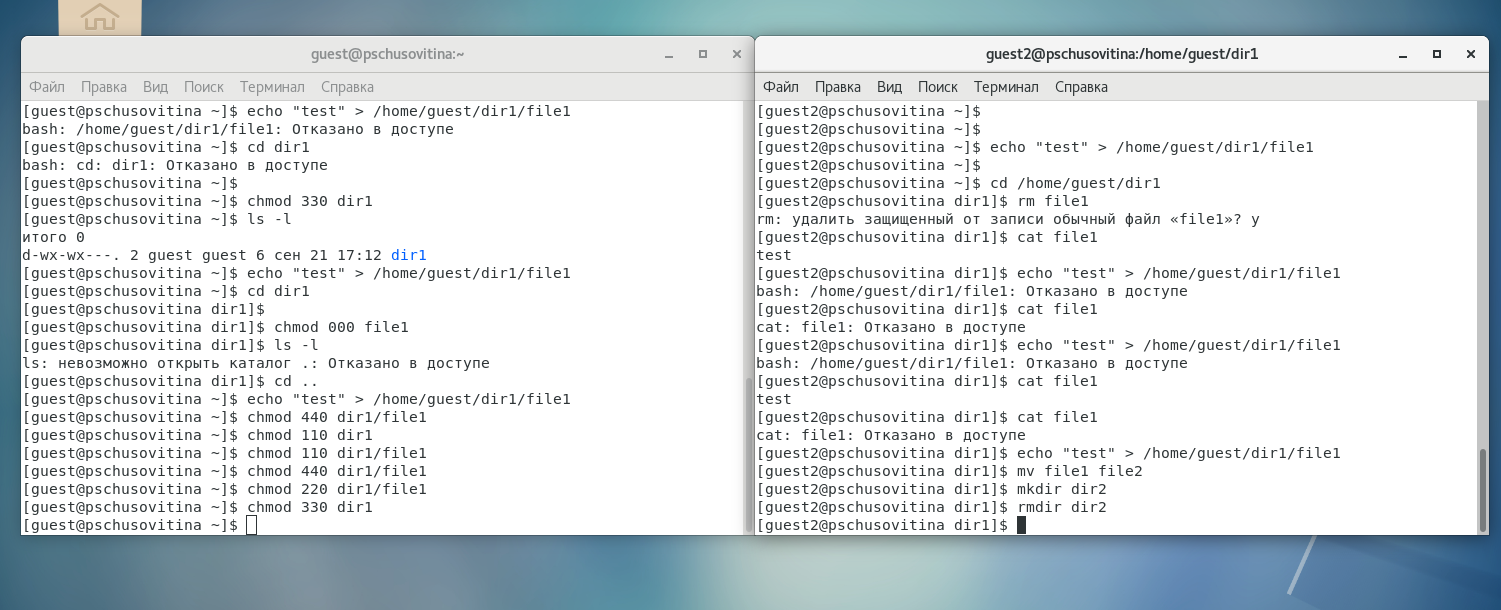 guest@pschusovitina:~
Файл Правка Вид Поиск Терминал Справка
[guest@pschusovitina ~]$ echo "test" > /home/guest/dir1/file1
bash: /home/guest/dir1/file1: Отказано в доступе
[guest@pschusovitina ~]$ cd dir1
bash: cd: dir1: Отказано в доступе
[guest@pschusovitina ~]$
[guest@pschusovitina ~]$ chmod 330 dir1
[guest@pschusovitina ~]$ ls -l
итого 0
d-wx-wx---. 2 guest guest 6 сен 21 17:12 dir1
[guest@pschusovitina ~]$ echo "test" > /home/guest/dir1/file1
[guest@pschusovitina ~]$ cd dir1
[guest@pschusovitina dir1]$
[guest@pschusovitina dir1]$ chmod 000 file1
[guest@pschusovitina dir1]$ ls -l
ls: невозможно открыть каталог .: Отказано в доступе
[guest@pschusovitina dir1]$ cd ..
[guest@pschusovitina ~]$ echo "test" > /home/guest/dir1/file1
[guest@pschusovitina ~]$ chmod 440 dir1/file1
[guest@pschusovitina ~]$ chmod 110 dir1
[guest@pschusovitina ~]$ chmod 110 dir1/file1
[guest@pschusovitina ~]$ chmod 440 dir1/file1
[guest@pschusovitina ~]$ chmod 220 dir1/file1
[guest@pschusovitina ~]$ chmod 330 dir1
[guest@pschusovitina ~]$
guest2@pschusovitina:/home/guest/dir1
Файл Правка Вид Поиск Терминал Справка
[guest2@pschusovitina ~]$
[guest2@pschusovitina ~]$
[guest2@pschusovitina ~]$ echo "test" > /home/guest/dir1/file1
[guest2@pschusovitina ~]$
[guest2@pschusovitina ~]$ cd /home/guest/dir1
[guest2@pschusovitina dir1]$ rm file1
rm: удалить защищенный от записи обычный файл «file1»? y
[guest2@pschusovitina dir1]$ cat file1
test
[guest2@pschusovitina dir1]$ echo "test" > /home/guest/dir1/file1
bash: /home/guest/dir1/file1: Отказано в доступе
[guest2@pschusovitina dir1]$ cat file1
cat: file1: Отказано в доступе
[guest2@pschusovitina dir1]$ echo "test" > /home/guest/dir1/file1
bash: /home/guest/dir1/file1: Отказано в доступе
[guest2@pschusovitina dir1]$ cat file1
test
[guest2@pschusovitina dir1]$ cat file1
cat: file1: Отказано в доступе
[guest2@pschusovitina dir1]$ echo "test" > /home/guest/dir1/file1
[guest2@pschusovitina dir1]$ mv file1 file2
[guest2@pschusovitina dir1]$ mkdir dir2
[guest2@pschusovitina dir1]$ rmdir dir2
[guest2@pschusovitina dir1]$